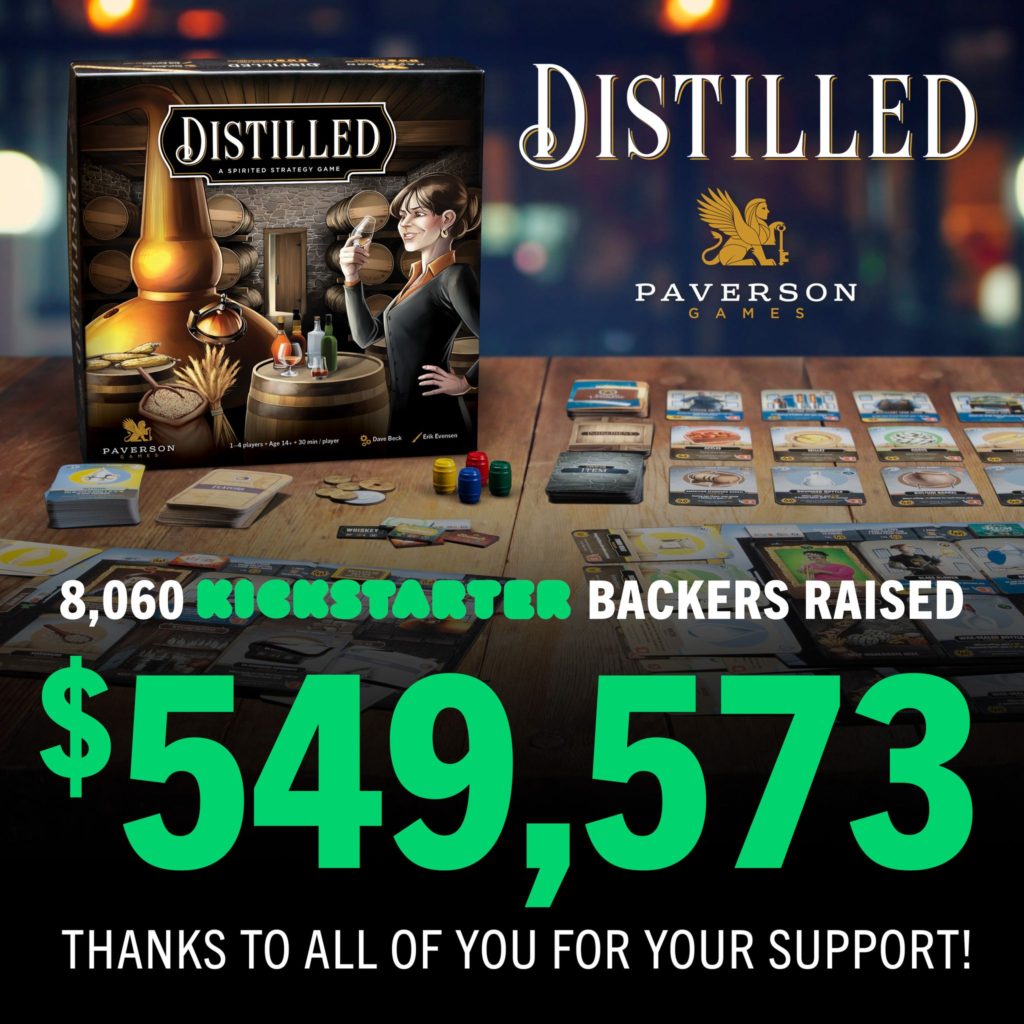 DISTILLED
A SPIRITED STRATEGY GAME
PAVERSON
GAMES
1–4 players • Age 14+ • 30 min / player
Dave Beck
Erik Evensen
DISTILLED
PAVERSON
GAMES
WHISKEY
8,060 KICKSTARTER BACKERS RAISED
$549,573
THANKS TO ALL OF YOU FOR YOUR SUPPORT!